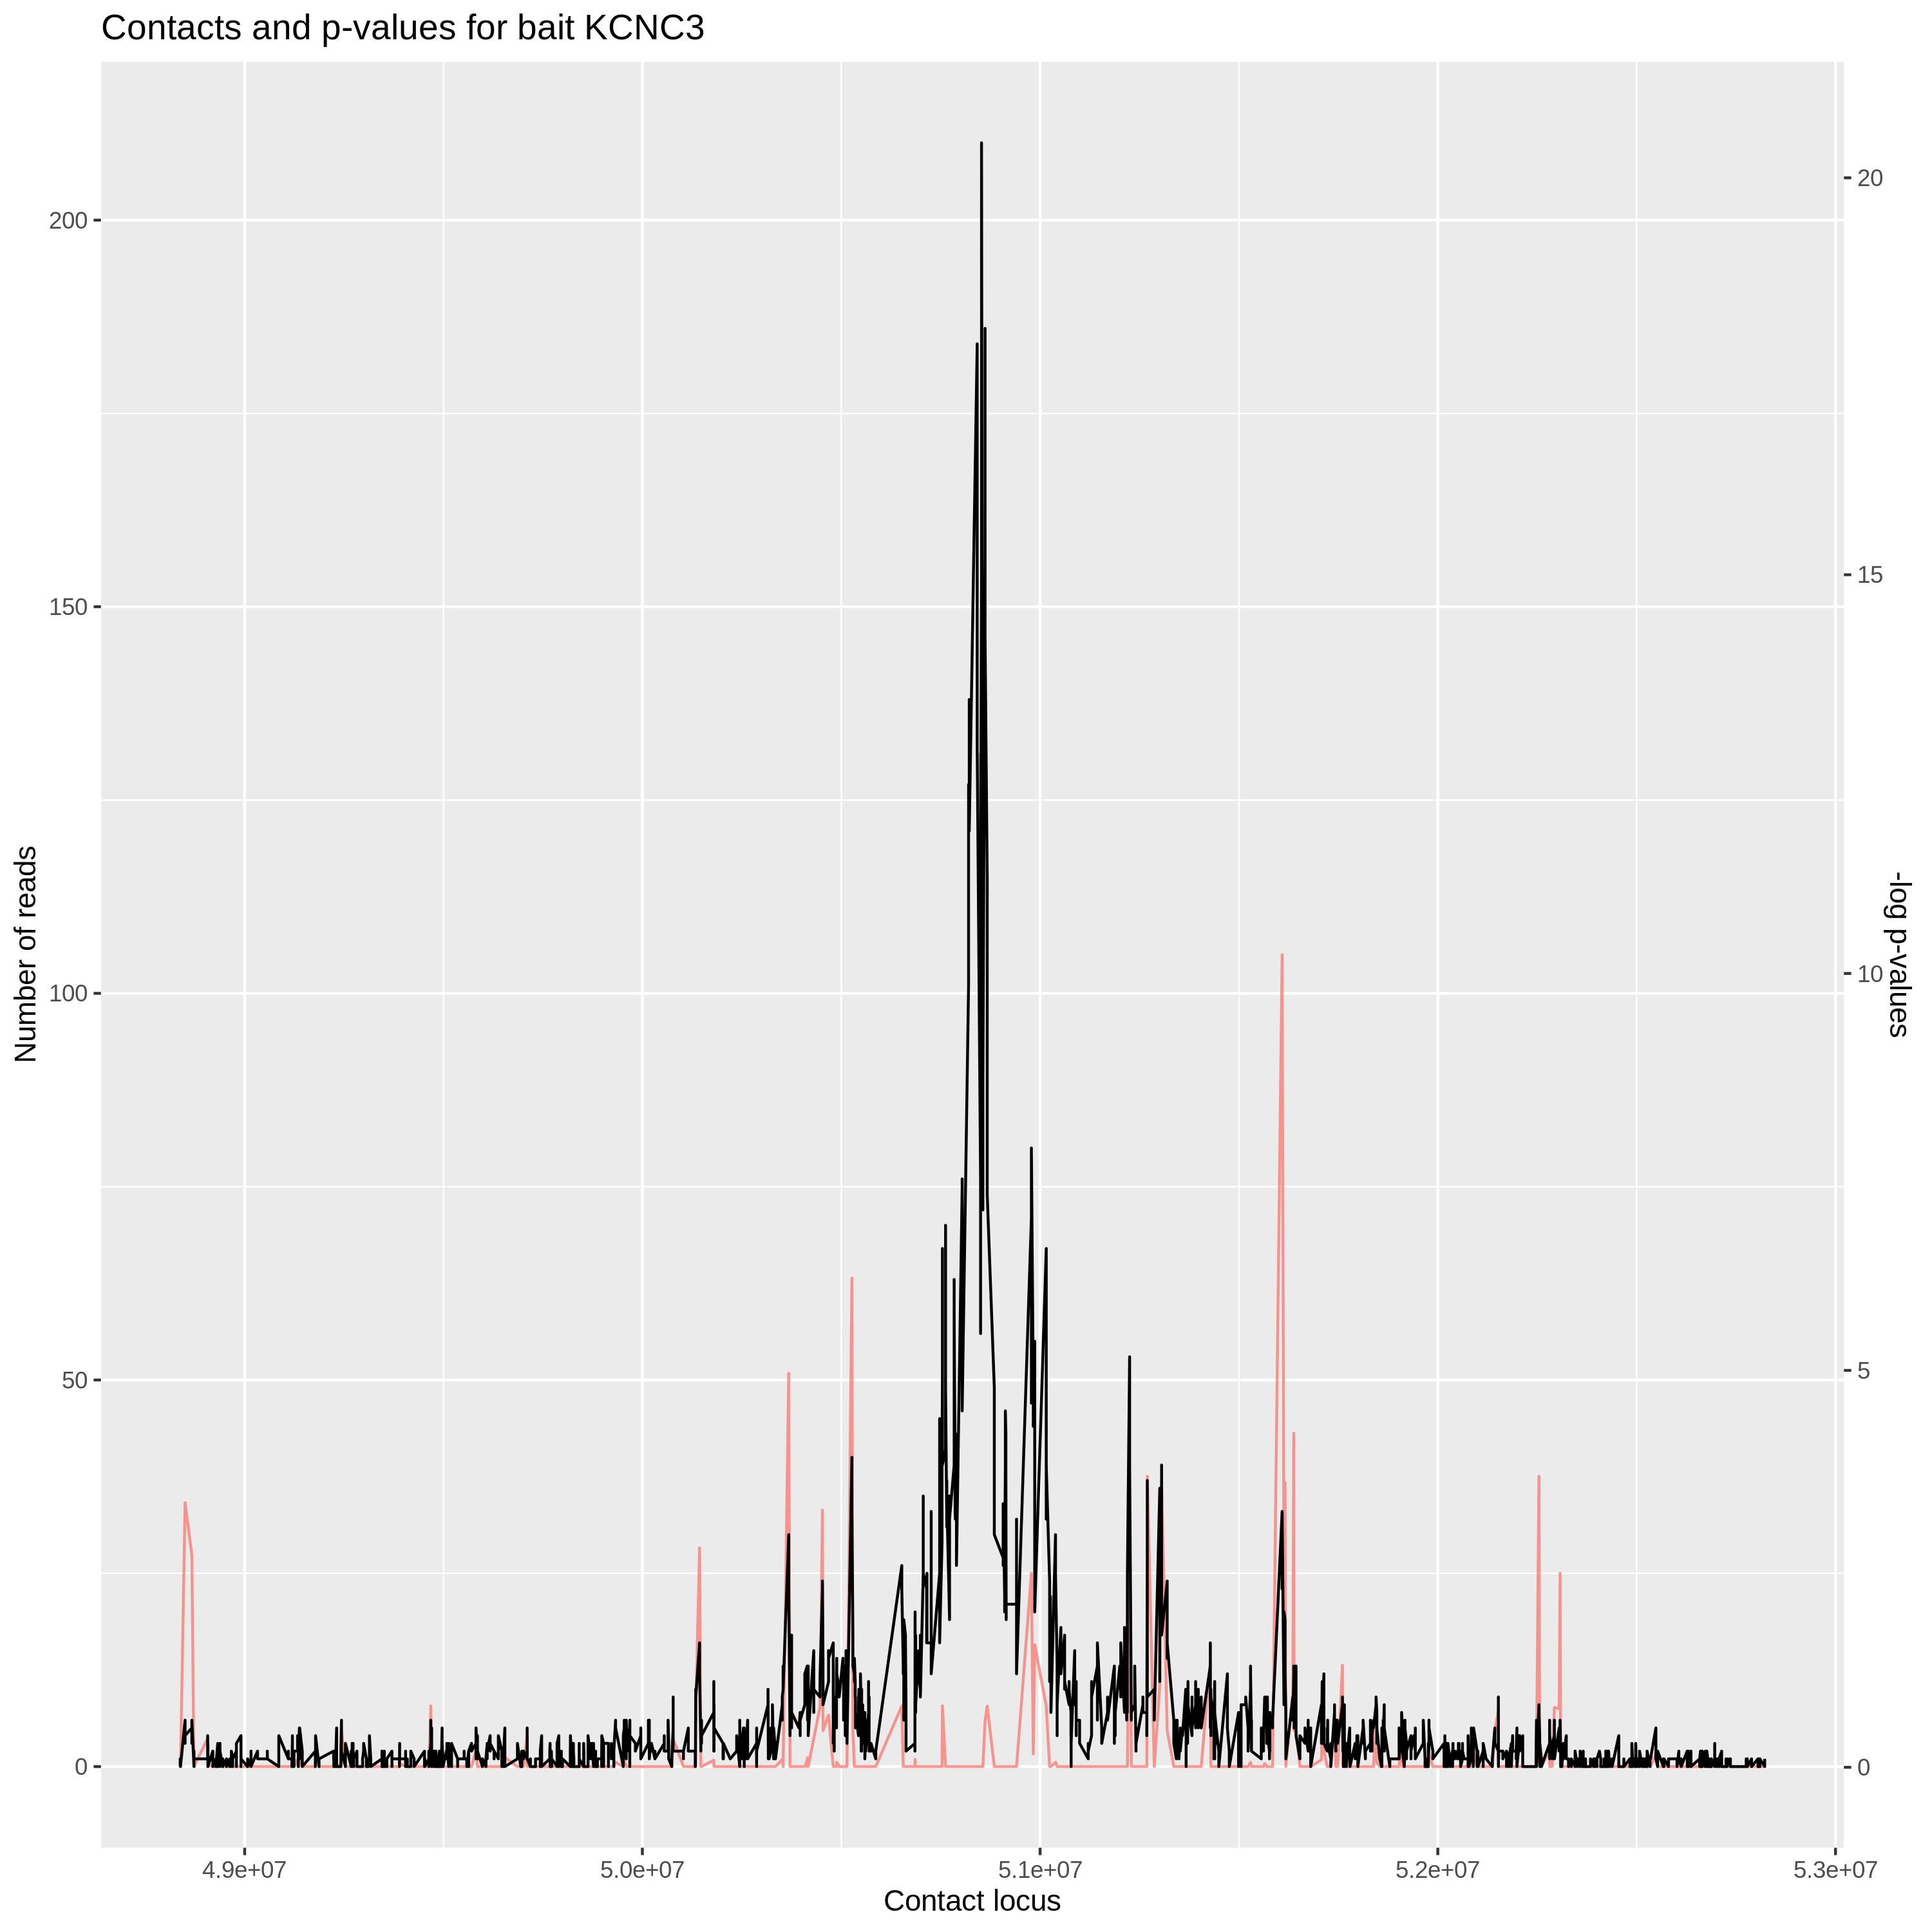 Contacts and p-values for bait KCNC3
200
150
100
50
0
20
15
10
5
0
Number of reads
-log p-values
4.9e+07
5.0e+07
5.1e+07
5.2e+07
5.3e+07
Contact locus